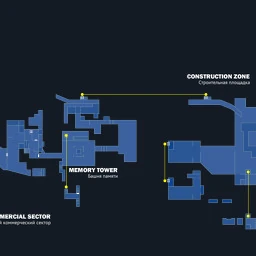 CONSTRUCTION ZONE
Строительная площадка
MEMORY TOWER
Башня памяти
MERCIAL SECTOR
й коммерческий сектор